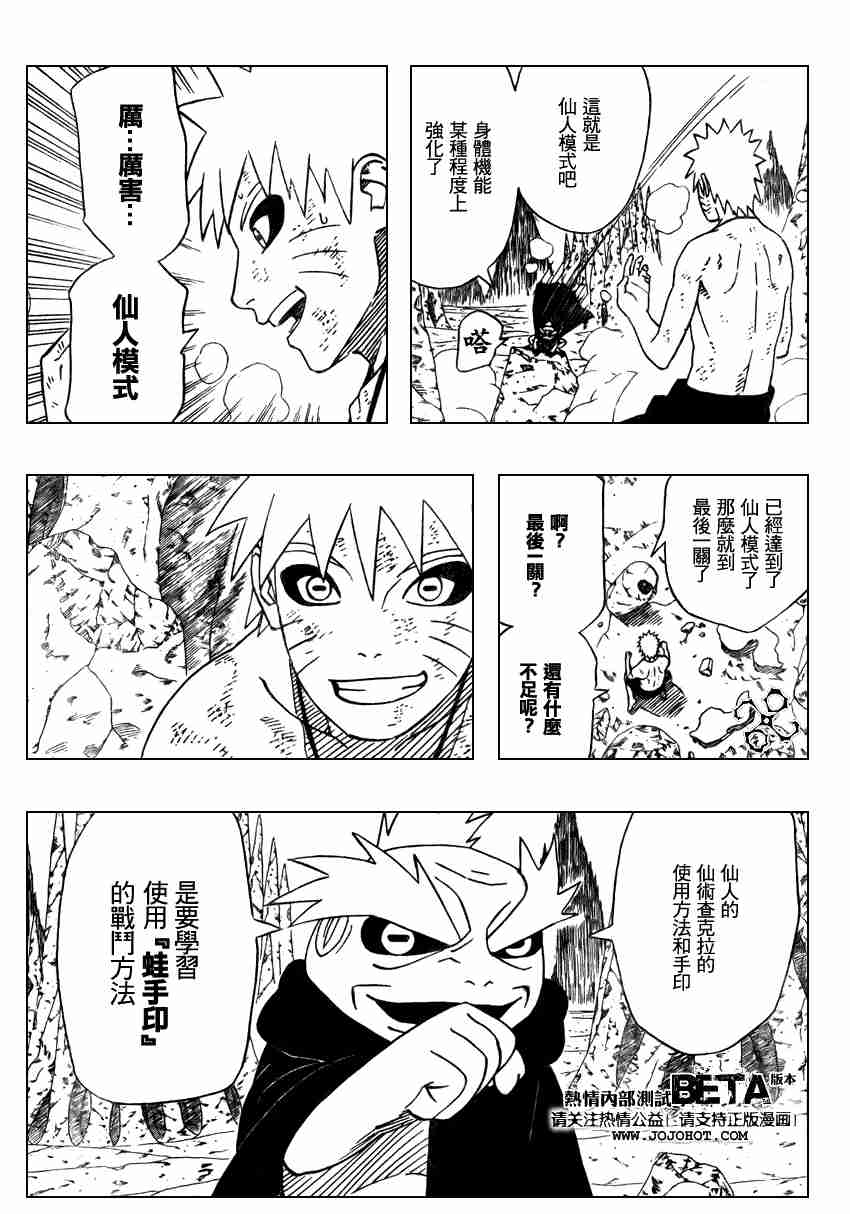 這就是
仙人模式吧
身體機能
某種程度上
強化了
嗒
厲…厲害…
仙人模式
已經達到了
仙人模式了
那麼就到
最後一關了
啊?
最後一關?
還有什麼
不足呢?
仙人的
仙術查克拉的
使用方法和手印
是要學習
使用『蛙手印』
的戰鬥方法
熱情內部測試BETA版本
请关注热情公益「请支持正版漫画」
WWW.JOJOHOT.COM